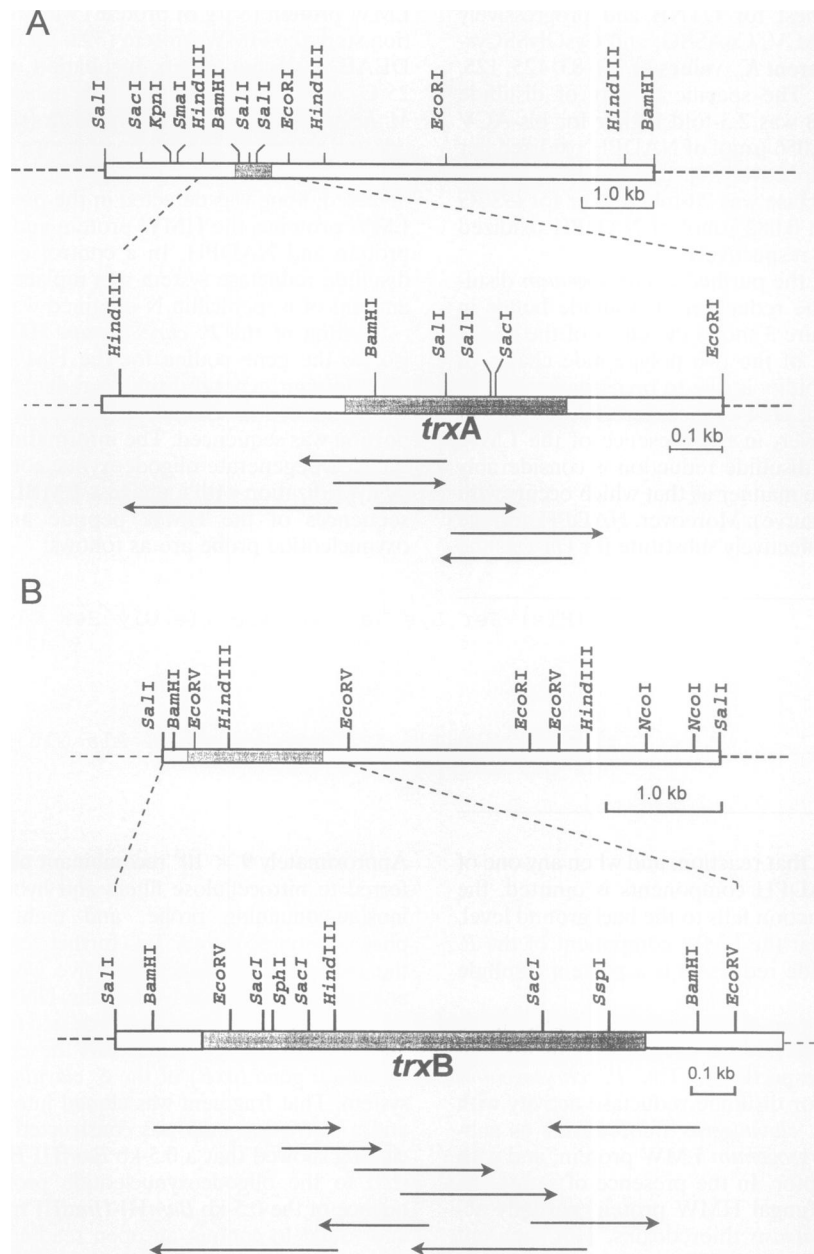 A
SalI
SacI
KpnI
SmaI
HindIII
BamHI
SalI
SalI
EcoRI
HindIII
EcoRI
HindIII
BamHI
1.0 kb
HindIII
BamHI
SalI
SalI
SacI
EcoRI
trxA
0.1 kb
B
SalI
BamHI
EcoRV
HindIII
EcoRV
EcoRI
EcoRV
HindIII
NcoI
NcoI
SalI
1.0 kb
SalI
BamHI
EcoRV
SacI
SphI
SacI
HindIII
SacI
SspI
BamHI
EcoRV
trxB
0.1 kb